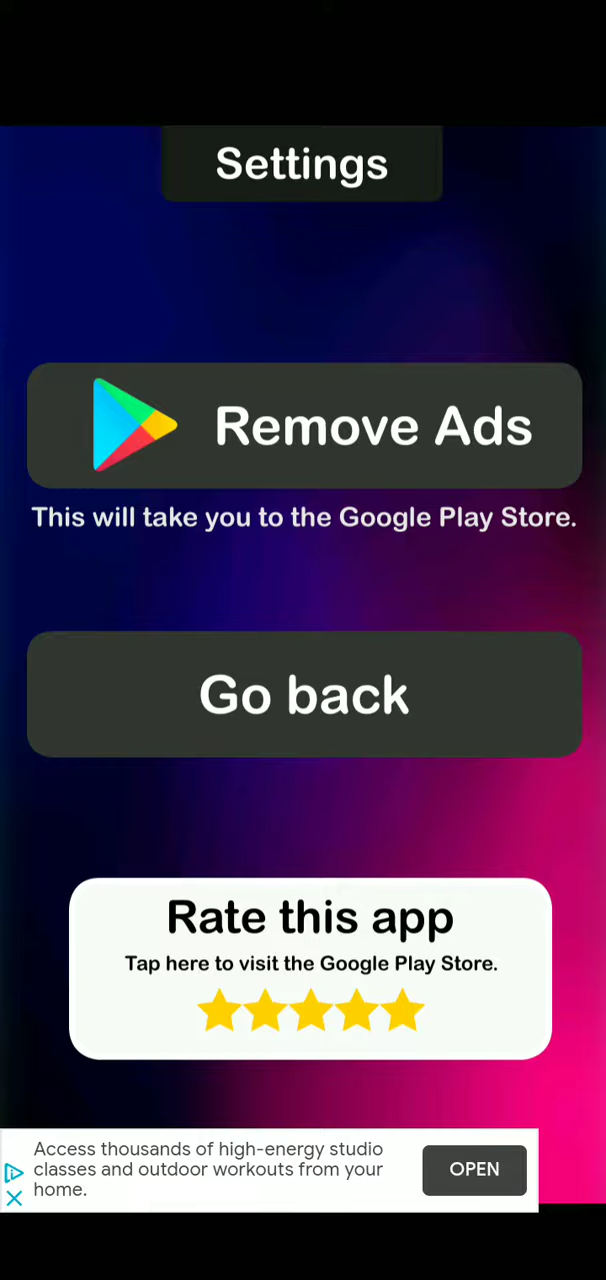 Settings
Remove Ads
This will take you to the Google Play Store.
Go back
Rate this app
Tap here to visit the Google Play Store.
Access thousands of high-energy studio
classes and outdoor workouts from your
home.
OPEN